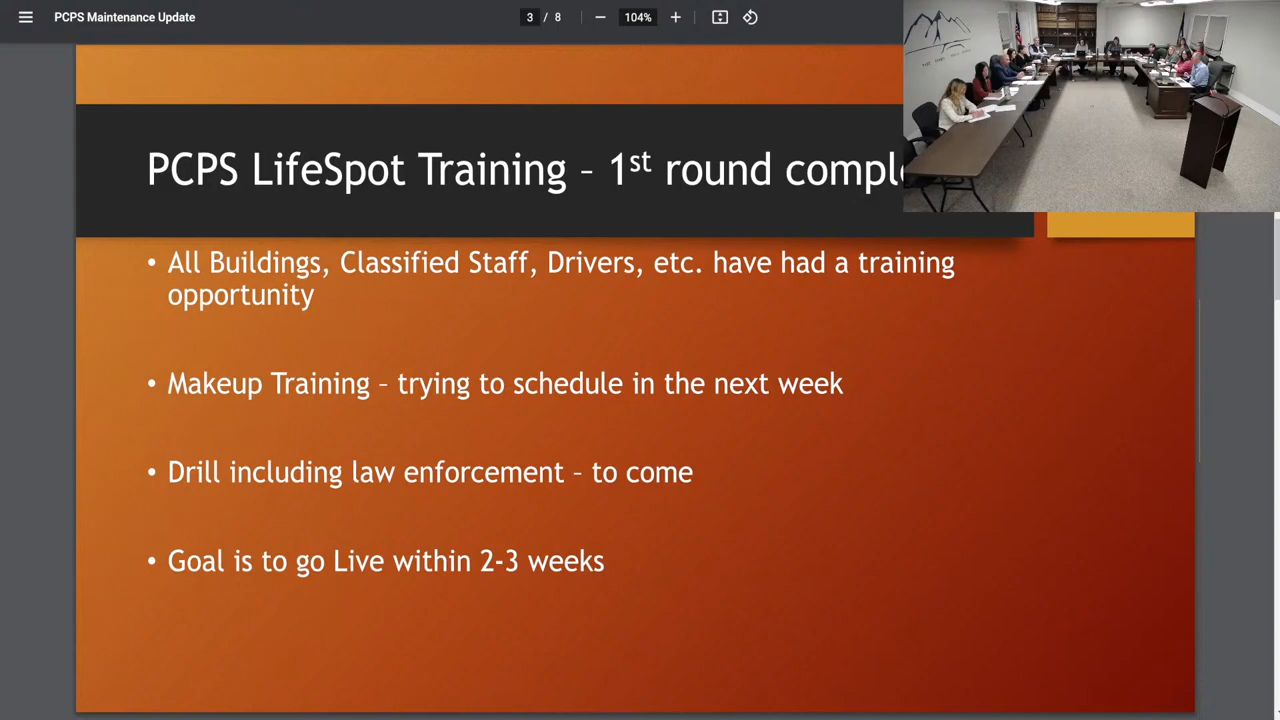 PCPS Maintenance Update
3 / 8
104%
PCPS LifeSpot Training – 1st round
• All Buildings, Classified Staff, Drivers, etc. have had a training
opportunity
• Makeup Training – trying to schedule in the next week
• Drill including law enforcement – to come
• Goal is to go Live within 2-3 weeks